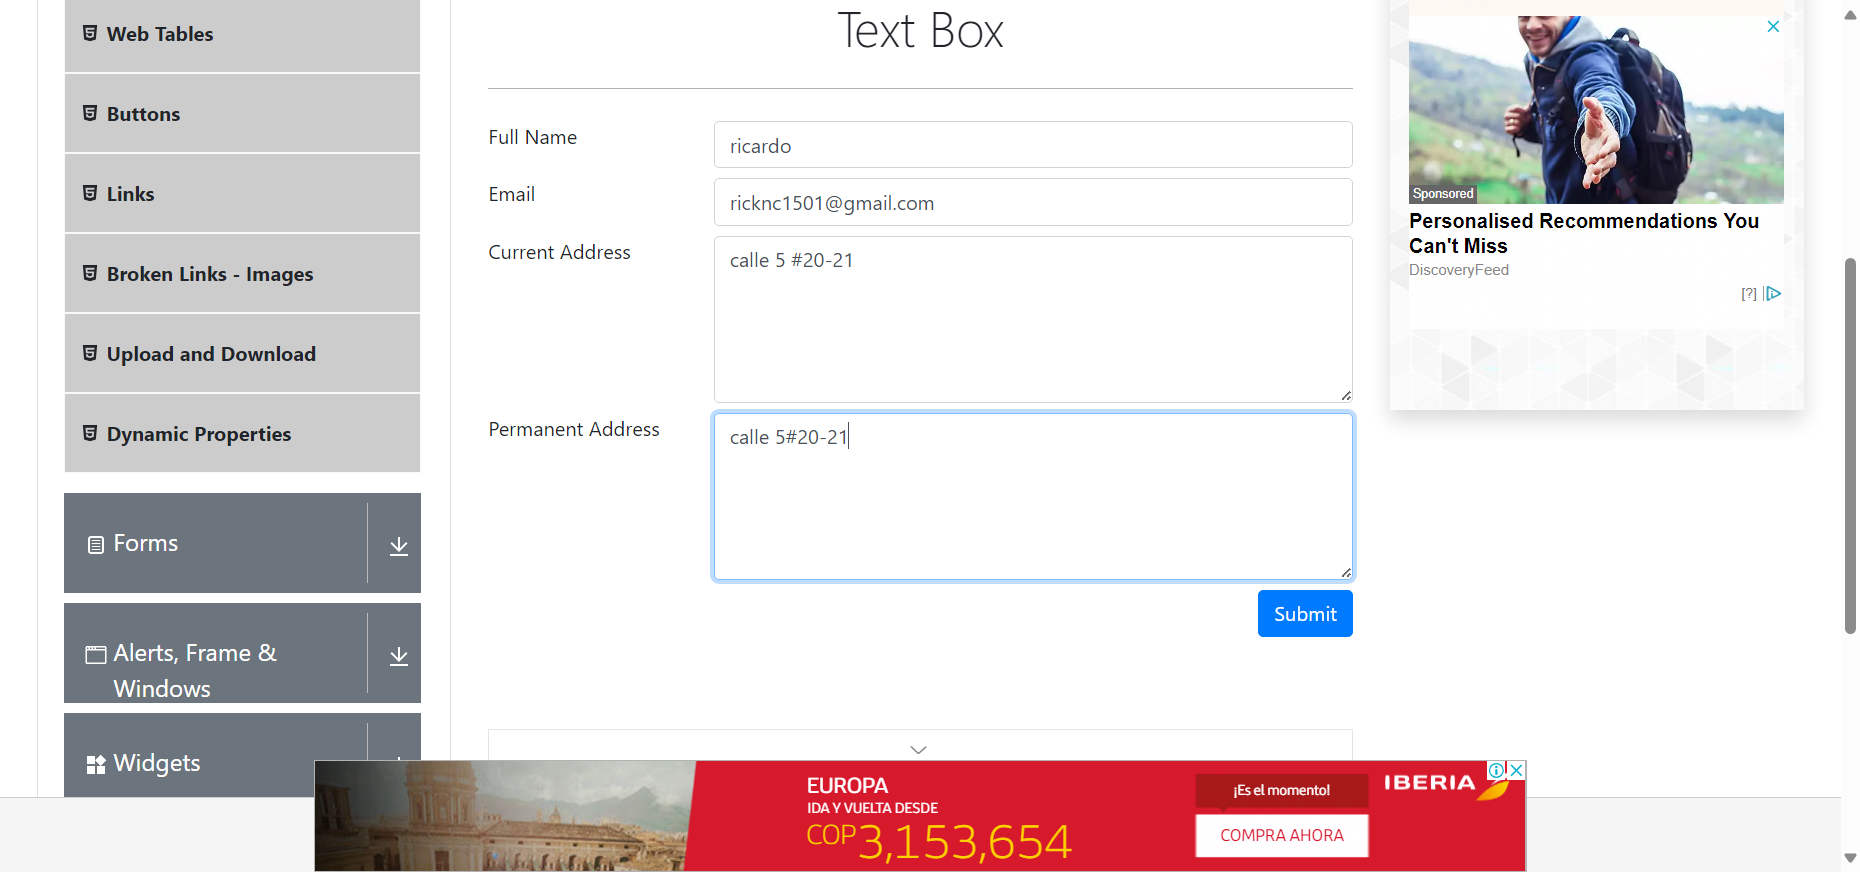 Web Tables
Buttons
Links
Broken Links - Images
Upload and Download
Dynamic Properties
Forms
Alerts, Frame &
Windows
Widgets
Text Box
Full Name
ricardo
Email
ricknc1501@gmail.com
Current Address
calle 5 #20-21
Permanent Address
calle 5#20-21
Submit
Sponsored
Personalised Recommendations You
Can't Miss
DiscoveryFeed
[?]
EUROPA
IDA Y VUELTA DESDE
COP3,153,654
¡Es el momento!
COMPRA AHORA
IBERIA